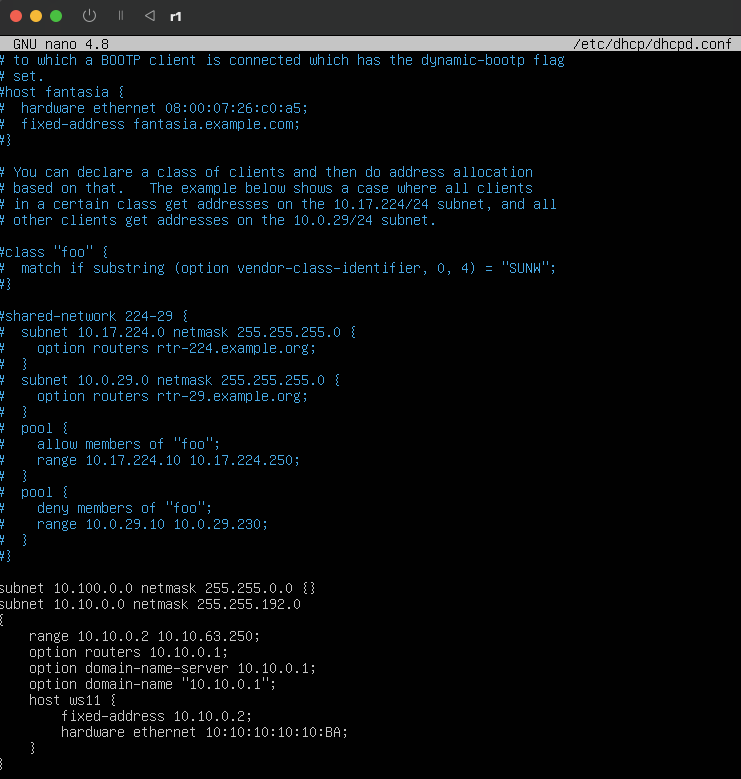 r1
GNU nano 4.8 /etc/dhcp/dhcpd.conf
# to which a BOOTP client is connected which has the dynamic-bootp flag
# set.
#host fantasia {
#  hardware ethernet 08:00:07:26:c0:a5;
#  fixed-address fantasia.example.com;
#}
# You can declare a class of clients and then do address allocation
# based on that.   The example below shows a case where all clients
# in a certain class get addresses on the 10.17.224/24 subnet, and all
# other clients get addresses on the 10.0.29/24 subnet.
#class "foo" {
#  match if substring (option vendor-class-identifier, 0, 4) = "SUNW";
#}
#shared-network 224-29 {
#  subnet 10.17.224.0 netmask 255.255.255.0 {
#    option routers rtr-224.example.org;
#  }
#  subnet 10.0.29.0 netmask 255.255.255.0 {
#    option routers rtr-29.example.org;
#  }
#  pool {
#    allow members of "foo";
#    range 10.17.224.10 10.17.224.250;
#  }
#  pool {
#    deny members of "foo";
#    range 10.0.29.10 10.0.29.230;
#  }
#}
subnet 10.100.0.0 netmask 255.255.0.0 {}
subnet 10.10.0.0 netmask 255.255.192.0
{
    range 10.10.0.2 10.10.63.250;
    option routers 10.10.0.1;
    option domain-name-server 10.10.0.1;
    option domain-name "10.10.0.1";
    host ws11 {
        fixed-address 10.10.0.2;
        hardware ethernet 10:10:10:10:10:BA;
    }
}